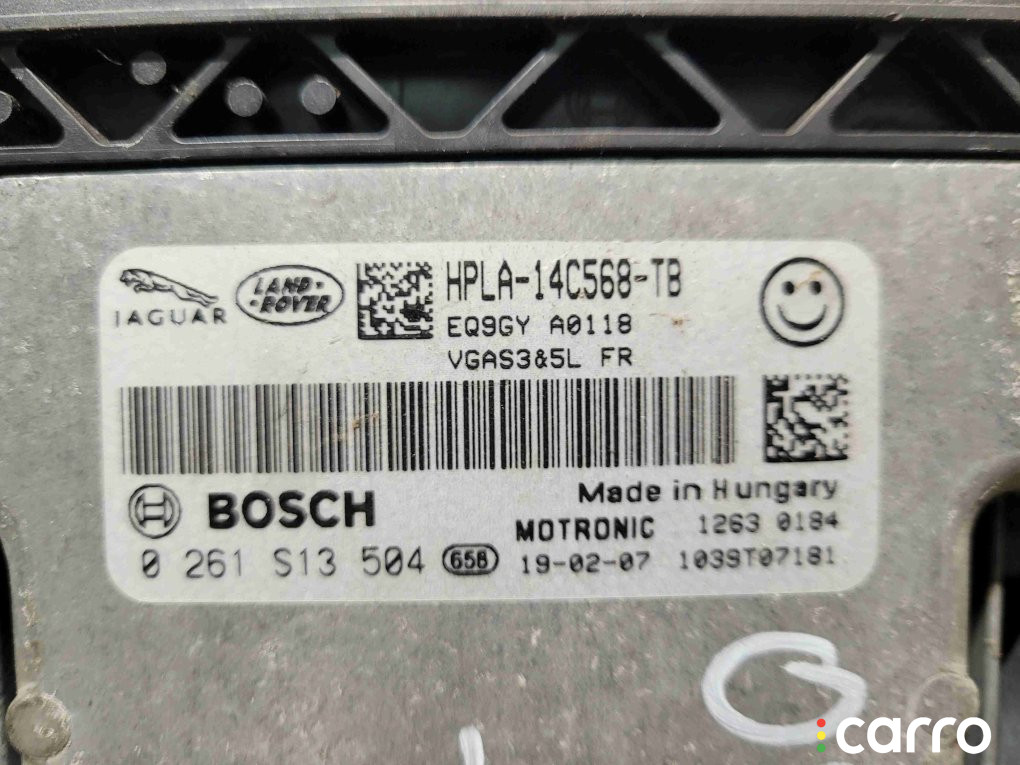 JAGUAR
LAND-
-ROVER
HPLA-14C568-TB
EQ9GY A0118
VGAS3&5L FR
BOSCH
Made in Hungary
MOTRONIC 1263 0184
0 261 S13 504 658 19-02-07 1039T07181
G
carro